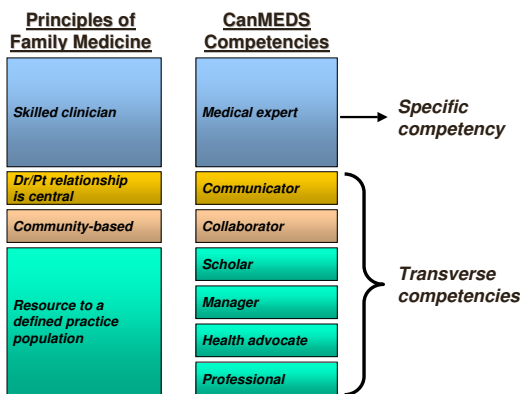 Principles of
Family Medicine
CanMEDS
Competencies
Skilled clinician
Medical expert
Specific
competency
Dr/Pt relationship
is central
Communicator
Community-based
Collaborator
Resource to a
defined practice
population
Scholar
Manager
Health advocate
Professional
Transverse
competencies